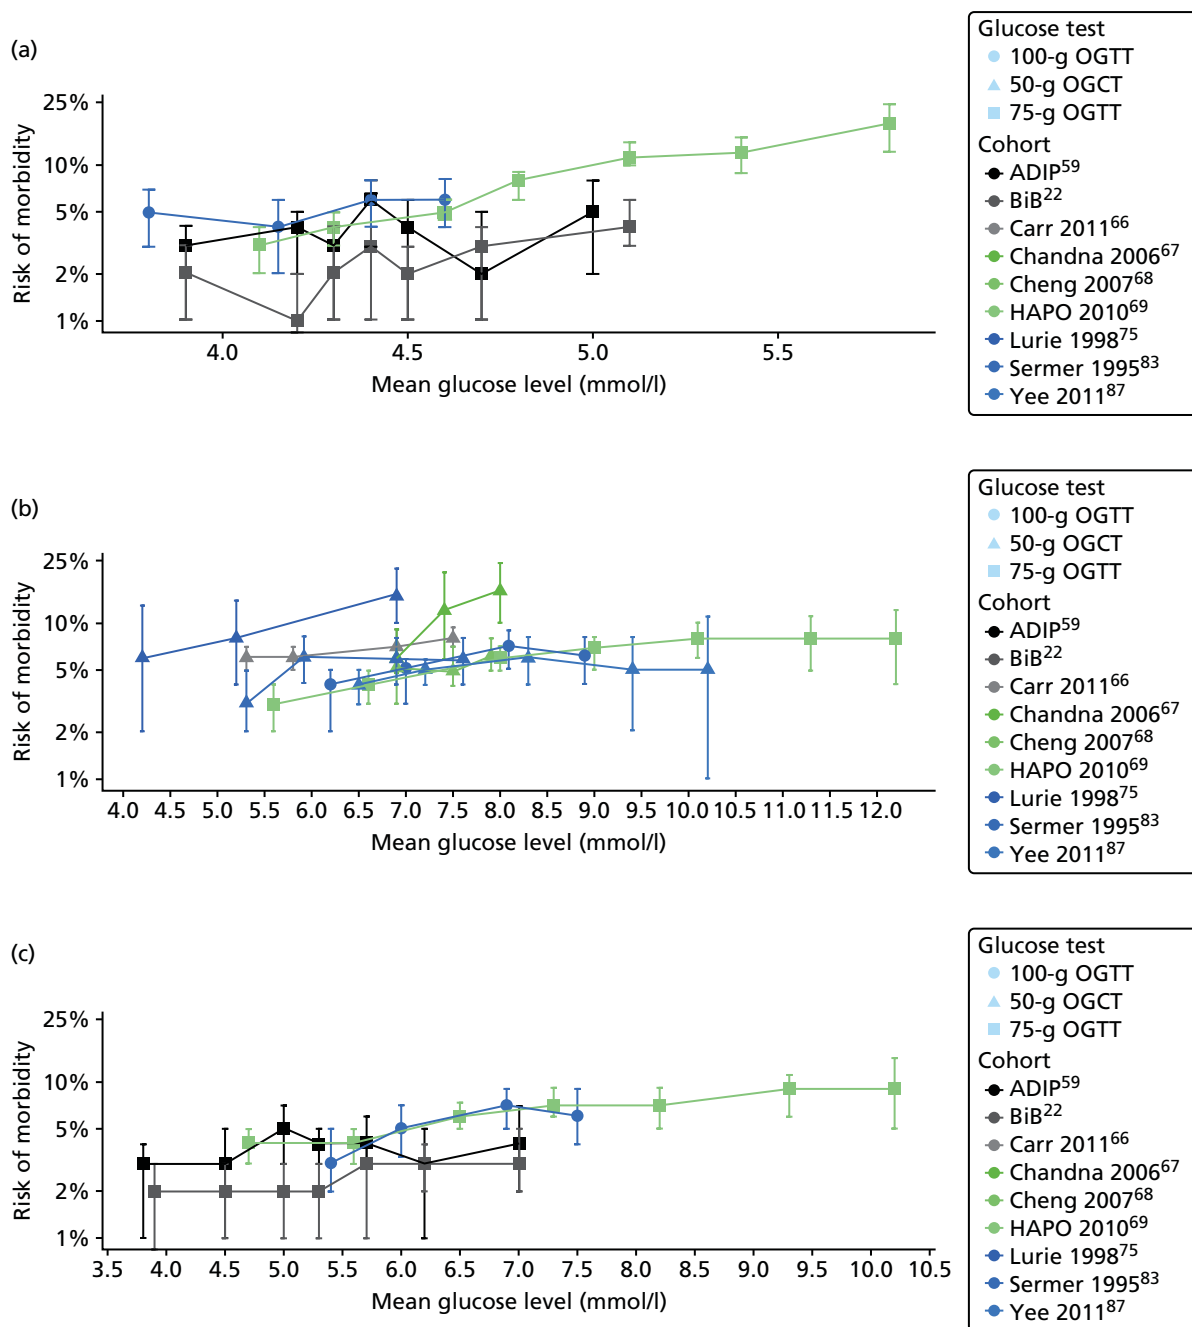 (a)
25%
10%
5%
2%
1%
Risk of morbidity
4.0 4.5 5.0 5.5
Mean glucose level (mmol/l)
Glucose test
100-g OGTT
50-g OGCT
75-g OGTT
Cohort
ADIP59
BiB22
Carr 201166
Chandna 200667
Cheng 200768
HAPO 201069
Lurie 199875
Sermer 199583
Yee 201187
(b)
25%
10%
5%
2%
1%
Risk of morbidity
4.0 4.5 5.0 5.5 6.0 6.5 7.0 7.5 8.0 8.5 9.0 9.5 10.0 10.5 11.0 11.5 12.0
Mean glucose level (mmol/l)
Glucose test
100-g OGTT
50-g OGCT
75-g OGTT
Cohort
ADIP59
BiB22
Carr 201166
Chandna 200667
Cheng 200768
HAPO 201069
Lurie 199875
Sermer 199583
Yee 201187
(c)
25%
10%
5%
2%
1%
Risk of morbidity
3.5 4.0 4.5 5.0 5.5 6.0 6.5 7.0 7.5 8.0 8.5 9.0 9.5 10.0 10.5
Mean glucose level (mmol/l)
Glucose test
100-g OGTT
50-g OGCT
75-g OGTT
Cohort
ADIP59
BiB22
Carr 201166
Chandna 200667
Cheng 200768
HAPO 201069
Lurie 199875
Sermer 199583
Yee 201187